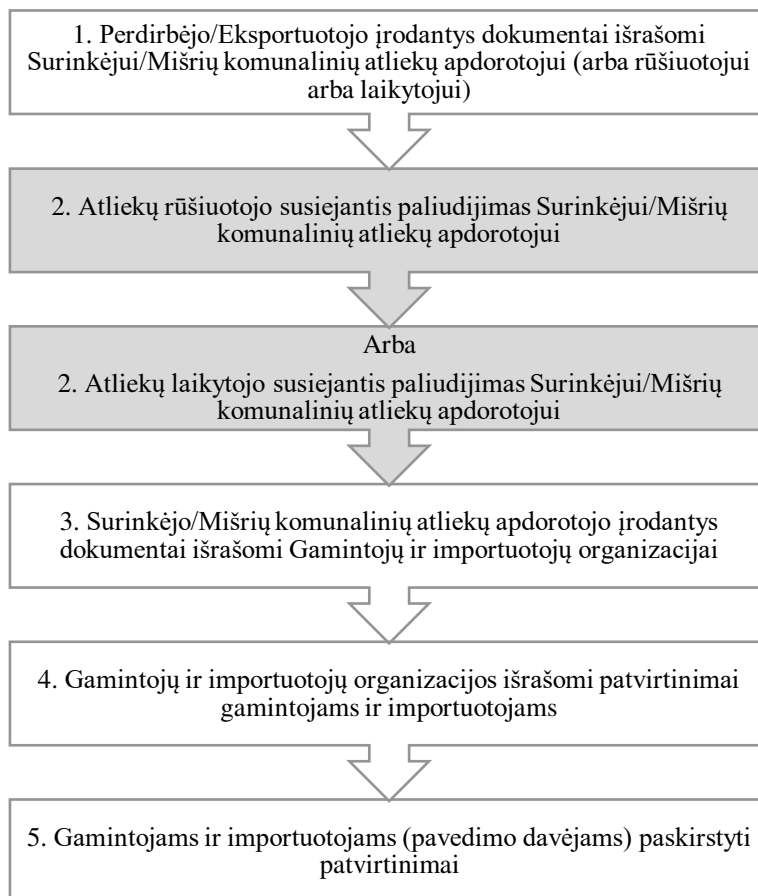 1. Perdirbėjo/Eksportuotojo įrodantys dokumentai išrašomi
Surinkėjui/Mišrių komunalinių atliekų apdorotojui (arba rūšiuotojui
arba laikytojui)
2. Atliekų rūšiuotojo susiejantis paliudijimas Surinkėjui/Mišrių
komunalinių atliekų apdorotojui
Arba
2. Atliekų laikytojo susiejantis paliudijimas Surinkėjui/Mišrių
komunalinių atliekų apdorotojui
3. Surinkėjo/Mišrių komunalinių atliekų apdorotojo įrodantys
dokumentai išrašomi Gamintojų ir importuotojų organizacijai
4. Gamintojų ir importuotojų organizacijos išrašomi patvirtinimai
gamintojams ir importuotojams
5. Gamintojams ir importuotojams (pavedimo davėjams) paskirstyti
patvirtinimai